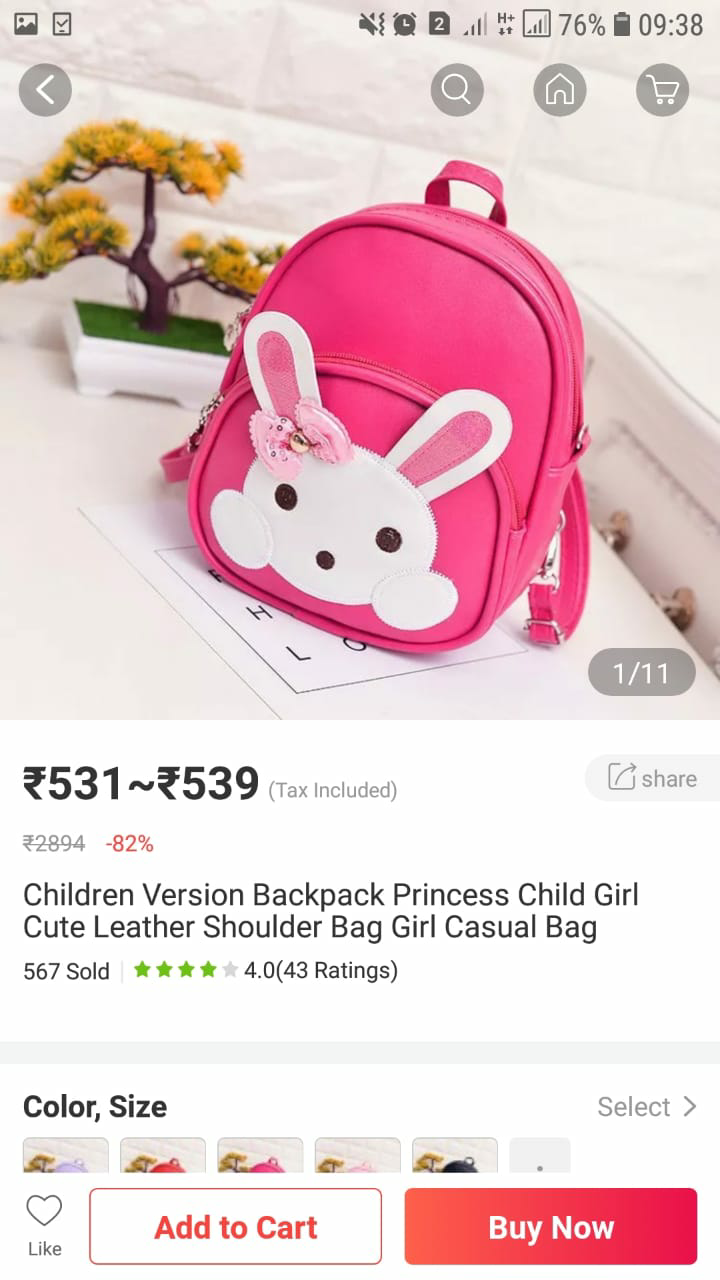 2 H+ 76% 09:38
H
L O
1/11
₹531~₹539 (Tax Included)
share
₹2894 -82%
Children Version Backpack Princess Child Girl
Cute Leather Shoulder Bag Girl Casual Bag
567 Sold 4.0(43 Ratings)
Color, Size
Select
Like
Add to Cart
Buy Now